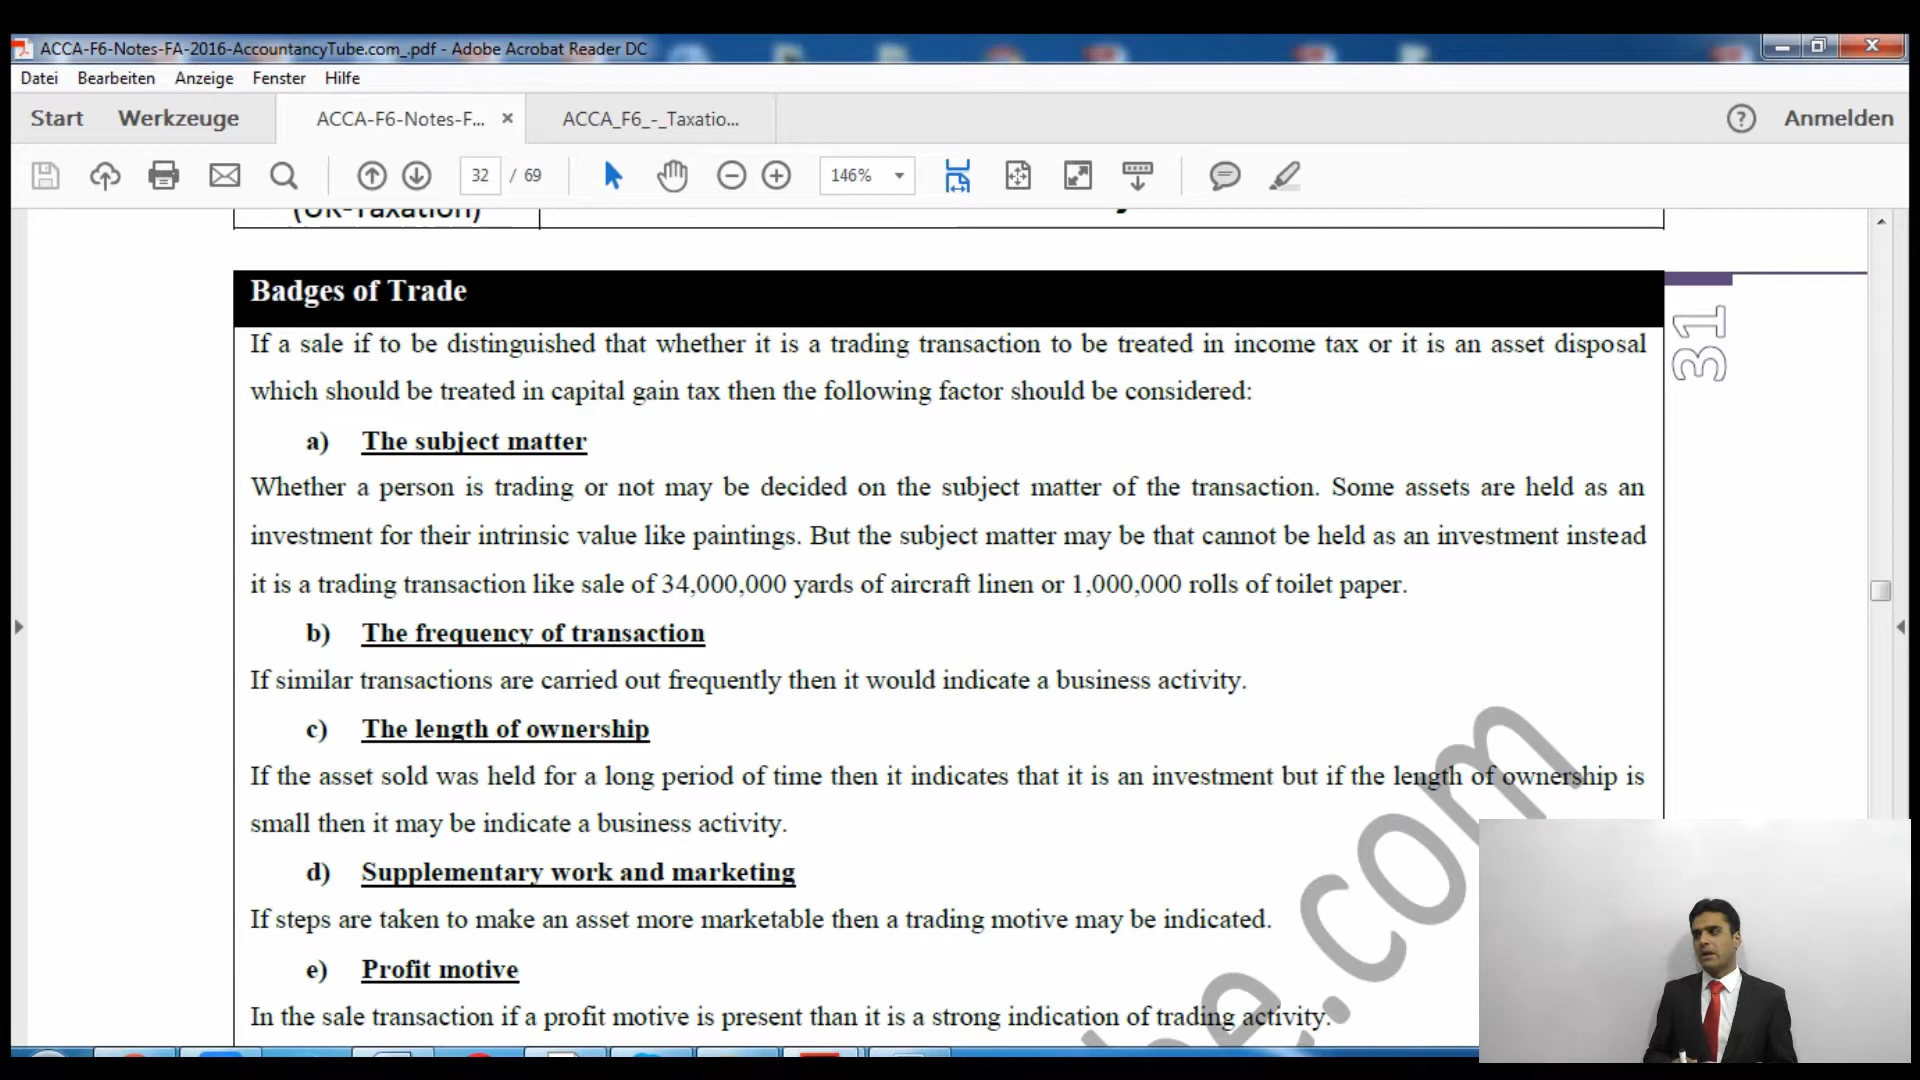 ACCA-F6-Notes-FA-2016-AccountancyTube.com_.pdf - Adobe Acrobat Reader DC
Datei Bearbeiten Anzeige Fenster Hilfe
Start Werkzeuge ACCA-F6-Notes-F... × ACCA_F6_-_Taxatio... ? Anmelden
32 / 69 146%
(UK-Taxation)
Badges of Trade
31
If a sale if to be distinguished that whether it is a trading transaction to be treated in income tax or it is an asset disposal
which should be treated in capital gain tax then the following factor should be considered:
a) The subject matter
Whether a person is trading or not may be decided on the subject matter of the transaction. Some assets are held as an
investment for their intrinsic value like paintings. But the subject matter may be that cannot be held as an investment instead
it is a trading transaction like sale of 34,000,000 yards of aircraft linen or 1,000,000 rolls of toilet paper.
b) The frequency of transaction
If similar transactions are carried out frequently then it would indicate a business activity.
c) The length of ownership
If the asset sold was held for a long period of time then it indicates that it is an investment but if the length of ownership is
small then it may be indicate a business activity.
d) Supplementary work and marketing
If steps are taken to make an asset more marketable then a trading motive may be indicated.
e) Profit motive
In the sale transaction if a profit motive is present than it is a strong indication of trading activity.
be.com